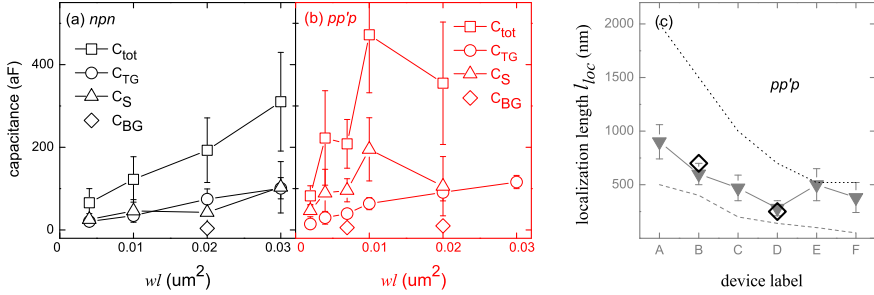 (a) npn
C_tot
C_TG
C_S
C_BG
capacitance (aF)
400
200
0
0
0.01
0.02
0.03
wl (um²)
(b) pp'p
C_tot
C_TG
C_S
C_BG
0
0.01
0.02
0.03
wl (um²)
(c)
pp'p
localization length l_loc (nm)
2000
1500
1000
500
A
B
C
D
E
F
device label